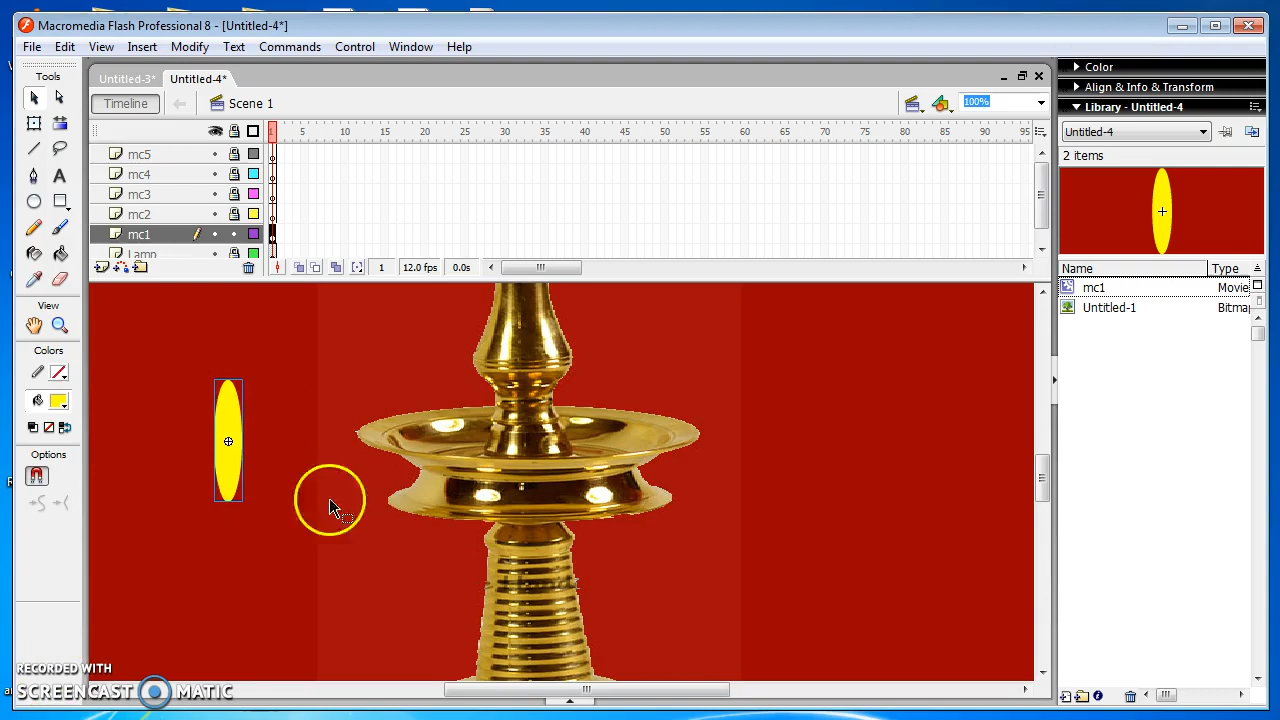 Macromedia Flash Professional 8 - [Untitled-4*]
File Edit View Insert Modify Text Commands Control Window Help
Tools
Untitled-3* Untitled-4*
Color
Align & Info & Transform
Library - Untitled-4
Timeline Scene 1 100%
1 5 10 15 20 25 30 35 40 45 50 55 60 65 70 75 80 85 90 95
Untitled-4
2 items
mc5
mc4
mc3
mc2
mc1
Lamp
1 12.0 fps 0.0s
Name Type
mc1 Movie
Untitled-1 Bitma
View
Colors
Options
RECORDED WITH
SCREENCAST MATIC